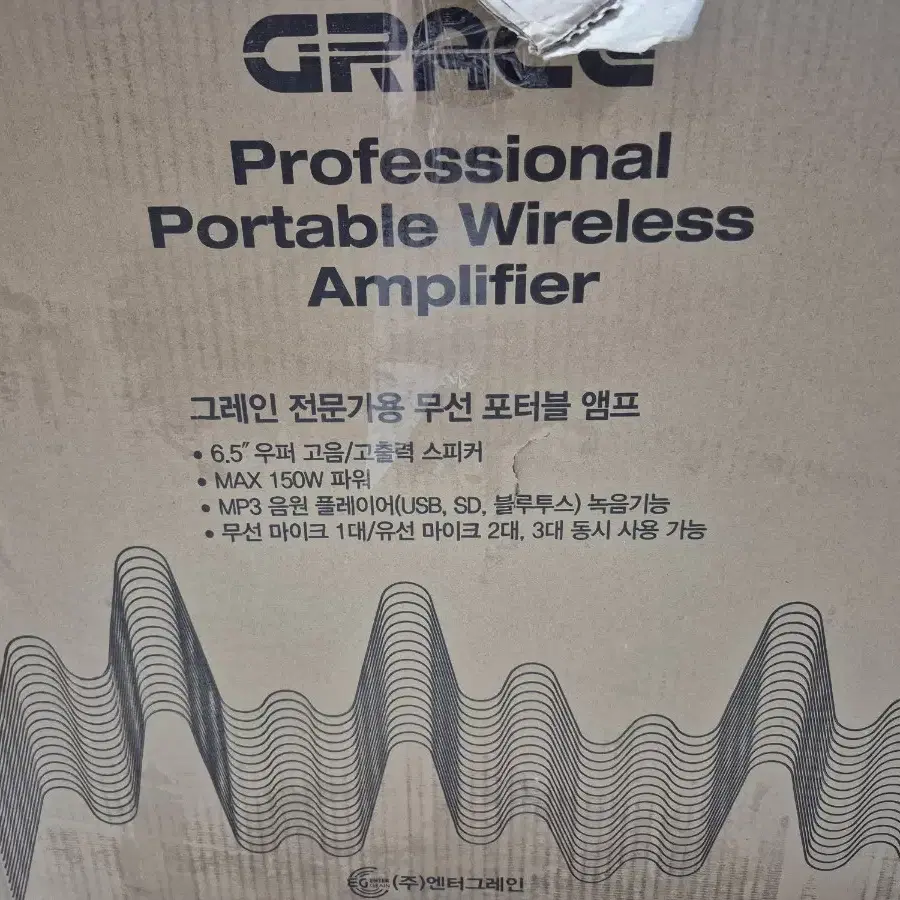 GRACE
Professional
Portable Wireless
Amplifier
그레인 전문가용 무선 포터블 앰프
• 6.5″ 우퍼 고음/고출력 스피커
• MAX 150W 파워
• MP3 음원 플레이어(USB, SD, 블루투스) 녹음기능
• 무선 마이크 1대/유선 마이크 2대, 3대 동시 사용 가능
(주)엔터그레인